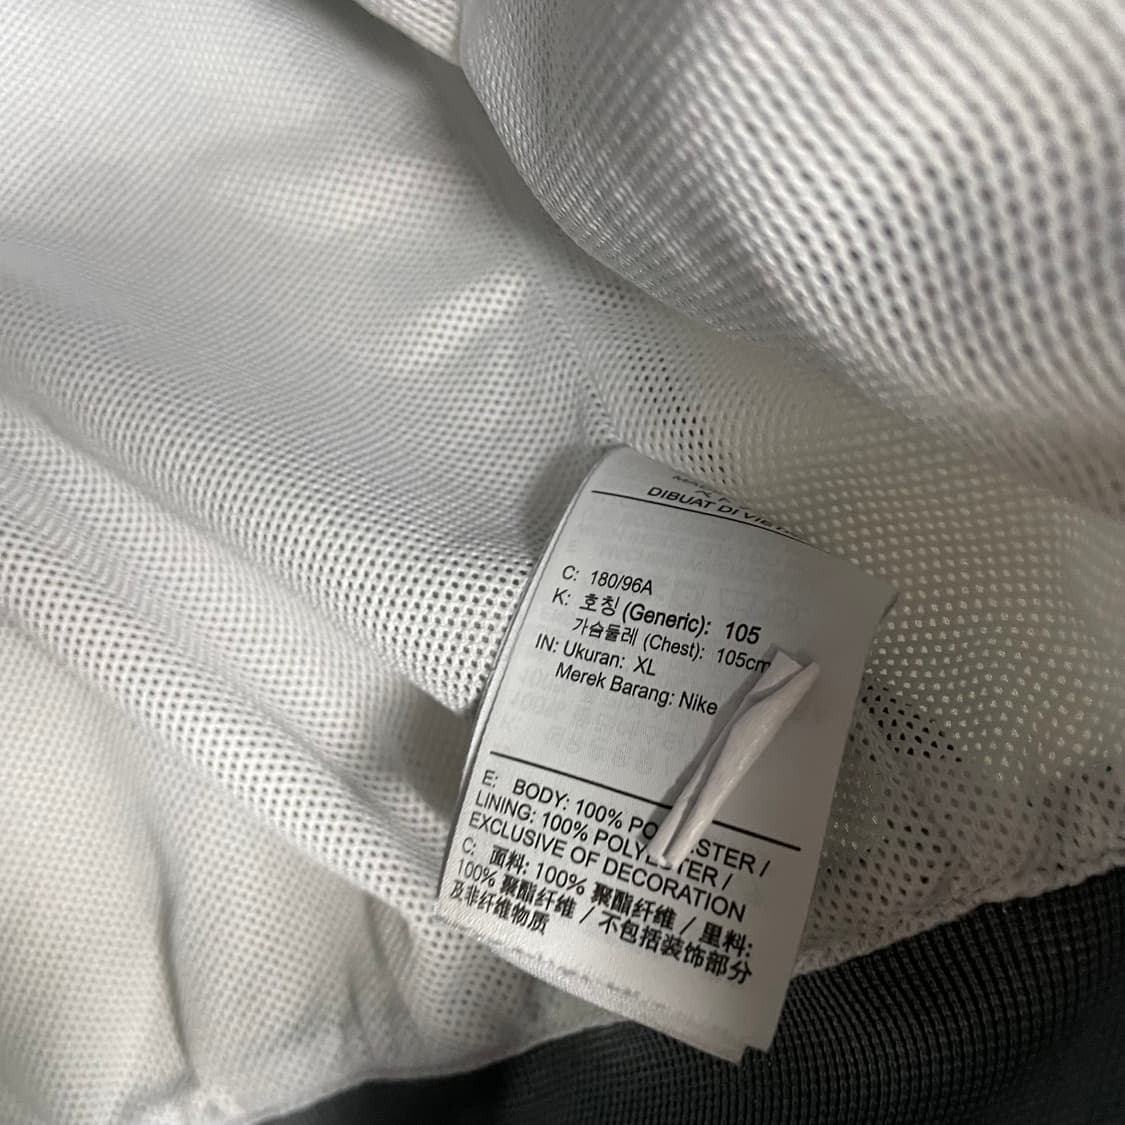 DIBUAT DI VIE
C: 180/96A
K: 호칭 (Generic): 105
가슴둘레 (Chest): 105cm
IN: Ukuran: XL
Merek Barang: Nike
E: BODY: 100% PO STER /
LINING: 100% POLYESTER /
EXCLUSIVE OF DECORATION
C: 面料: 100% 聚酯纤维 / 里料:
100% 聚酯纤维 / 不包括装饰部分
及非纤维物质